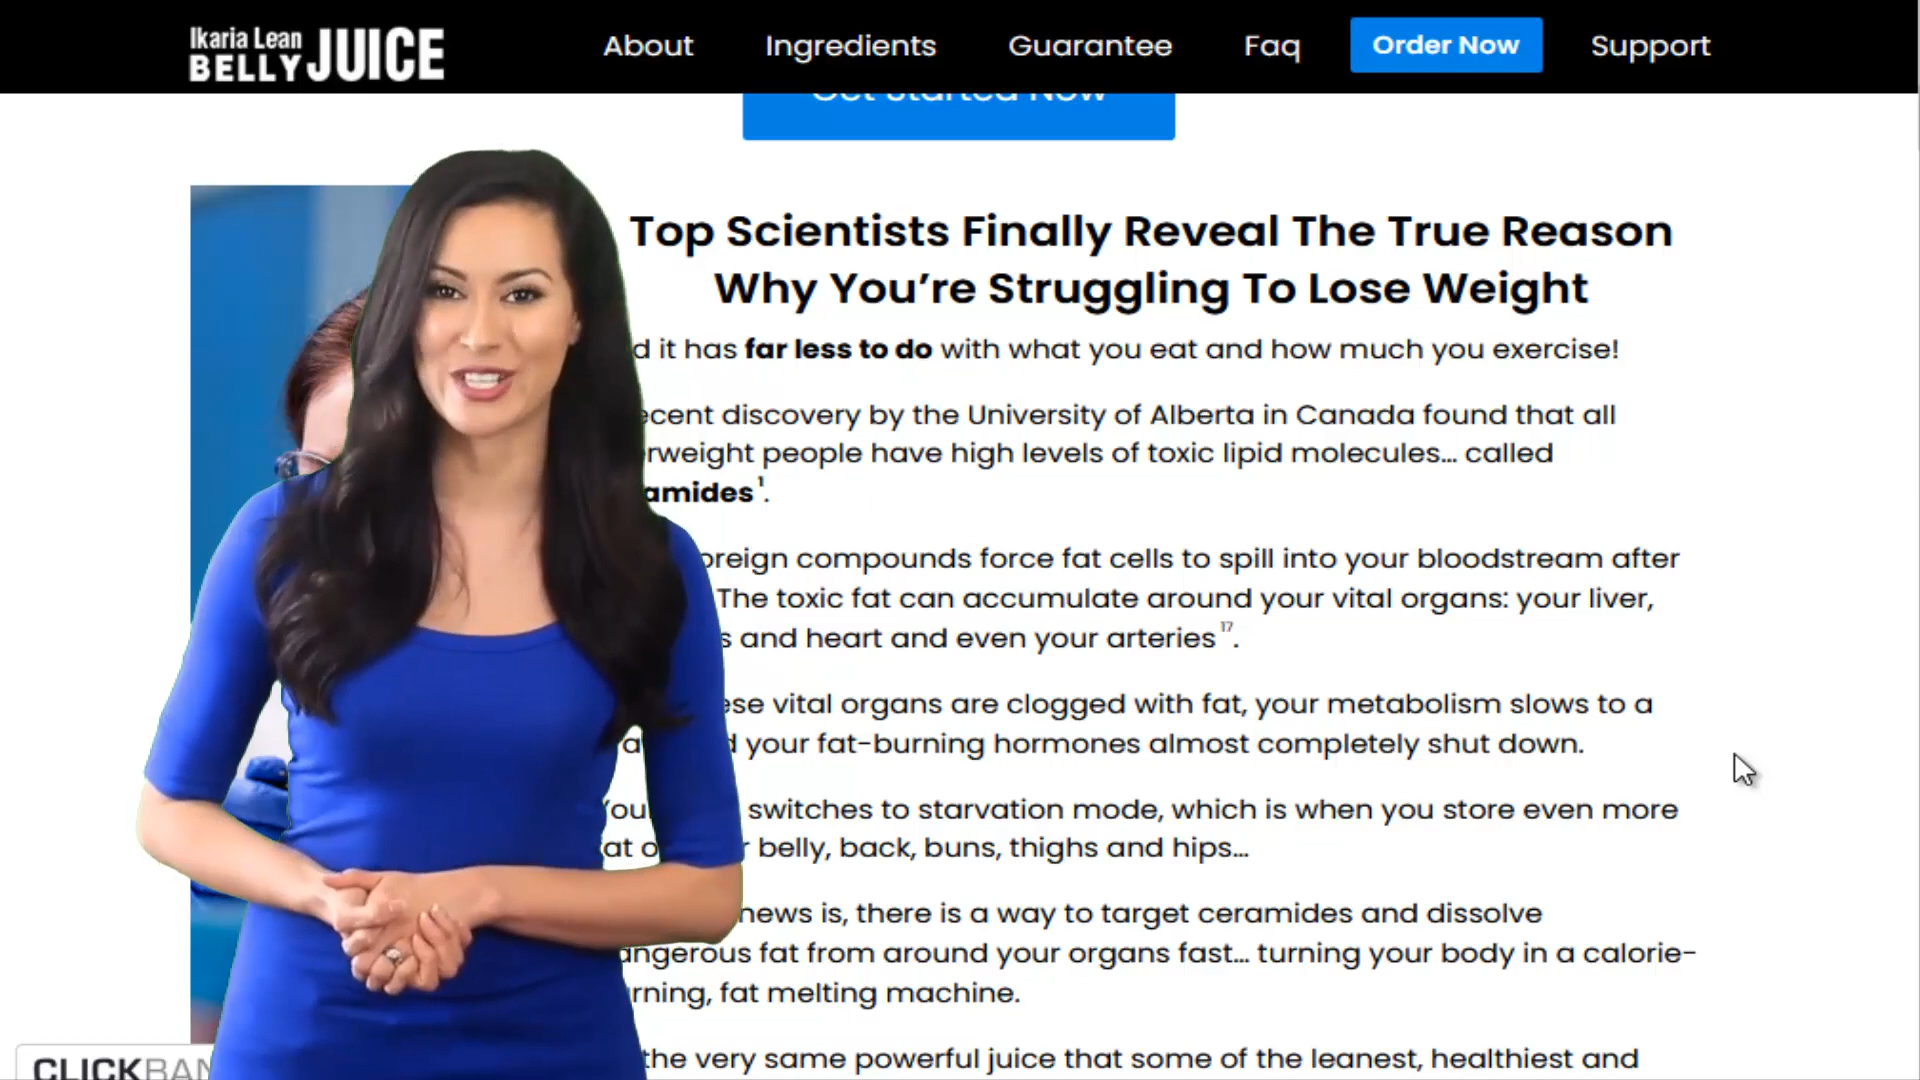 Ikaria Lean
BELLY JUICE
About Ingredients Guarantee Faq Order Now Support
Get Started Now
Top Scientists Finally Reveal The True Reason
Why You’re Struggling To Lose Weight
d it has far less to do with what you eat and how much you exercise!
ecent discovery by the University of Alberta in Canada found that all
rweight people have high levels of toxic lipid molecules... called
amides¹.
oreign compounds force fat cells to spill into your bloodstream after
The toxic fat can accumulate around your vital organs: your liver,
s and heart and even your arteries¹⁷.
ese vital organs are clogged with fat, your metabolism slows to a
d your fat-burning hormones almost completely shut down.
switches to starvation mode, which is when you store even more
at o r belly, back, buns, thighs and hips...
news is, there is a way to target ceramides and dissolve
angerous fat from around your organs fast... turning your body in a calorie-
rning, fat melting machine.
the very same powerful juice that some of the leanest, healthiest and
CLICKBAN